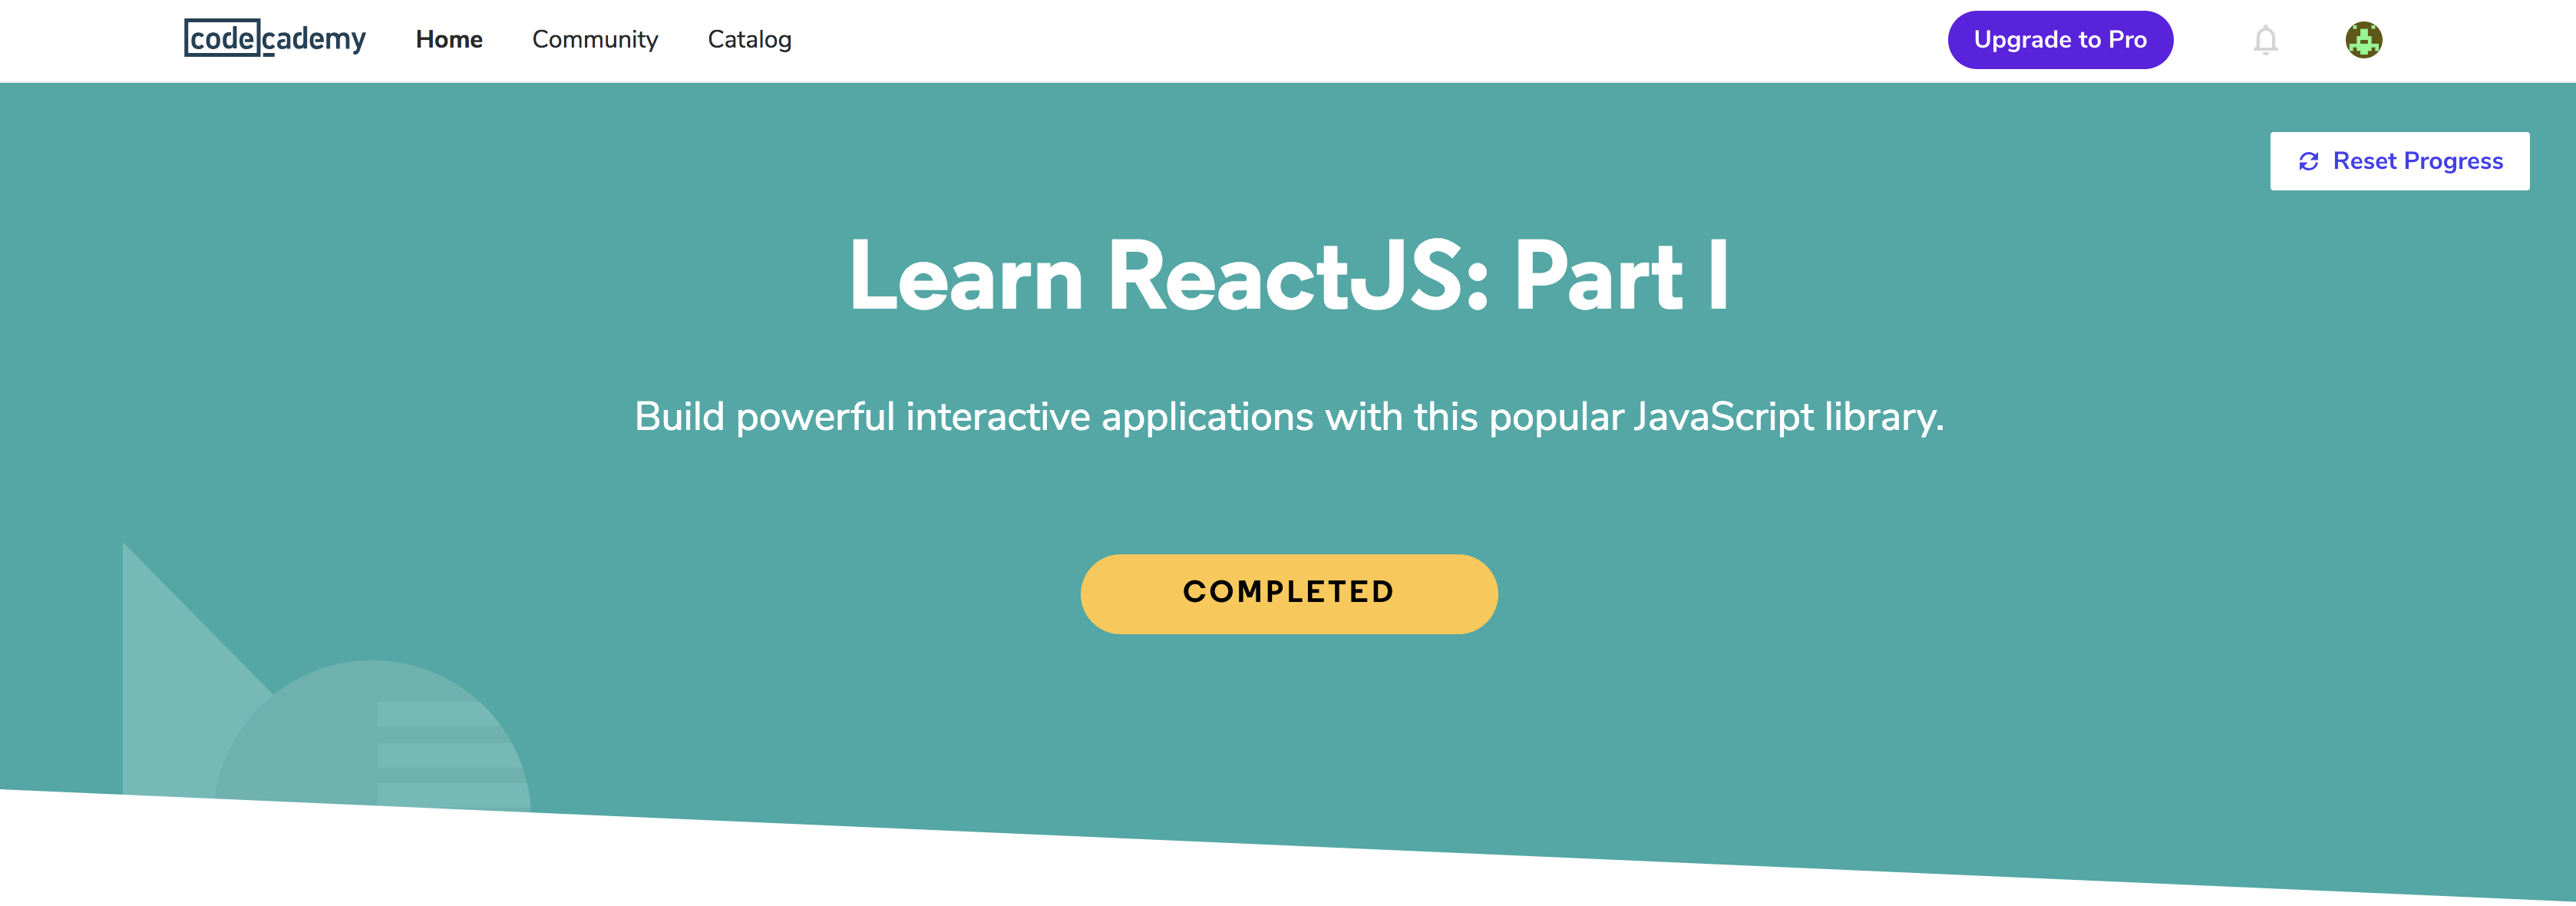 codecademy
Home
Community
Catalog
Upgrade to Pro
Reset Progress
Learn ReactJS: Part I
Build powerful interactive applications with this popular JavaScript library.
COMPLETED